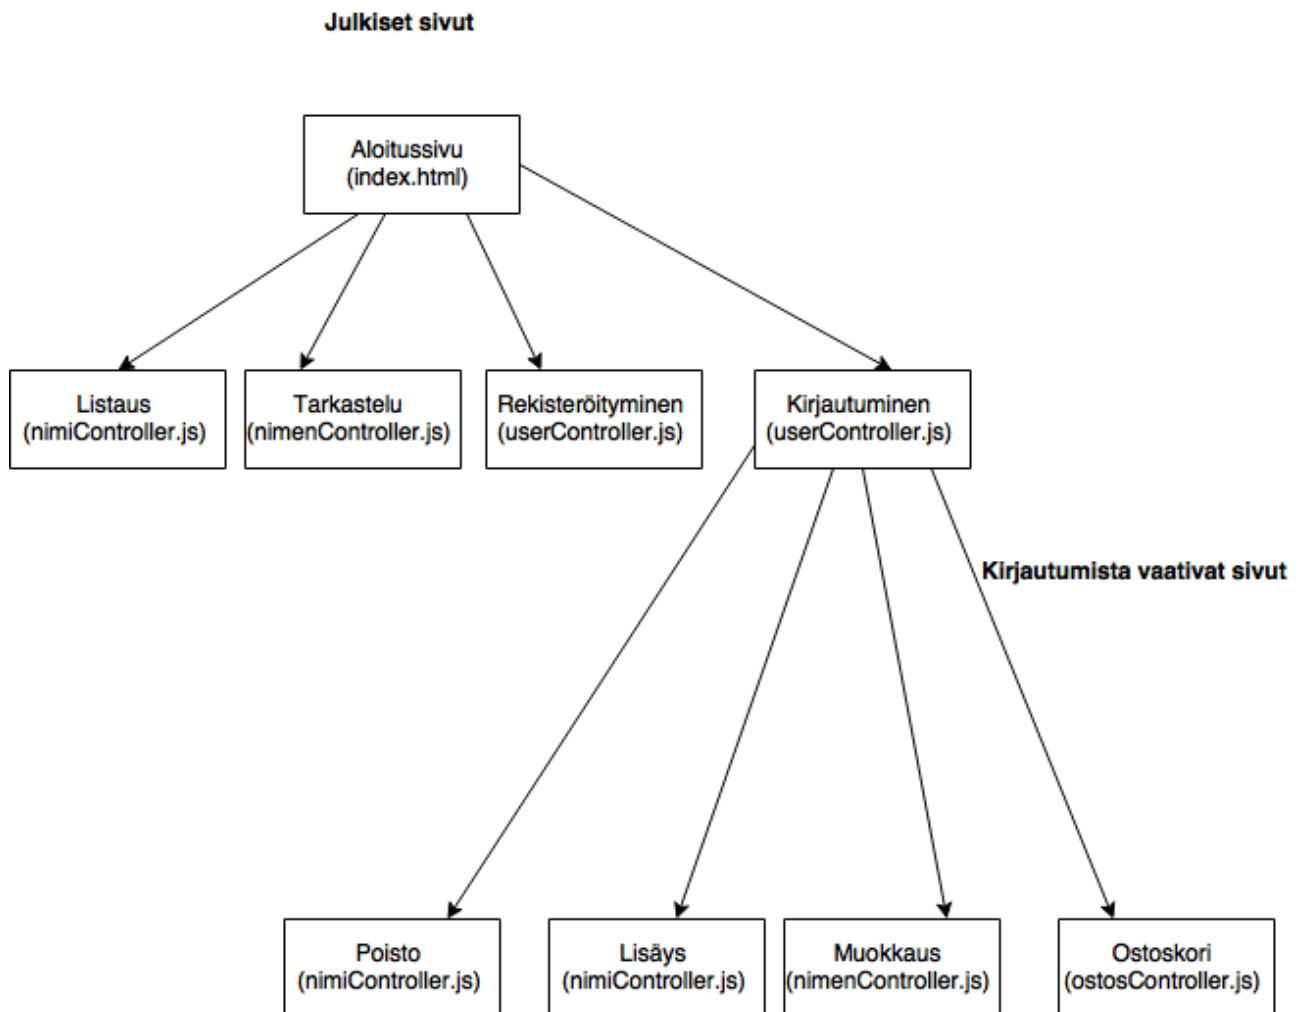 Julkiset sivut
Aloitussivu
(index.html)
Listaus
(nimiController.js)
Tarkastelu
(nimenController.js)
Rekisteröityminen
(userController.js)
Kirjautuminen
(userController.js)
Kirjautumista vaativat sivut
Poisto
(nimiController.js)
Lisäys
(nimiController.js)
Muokkaus
(nimenController.js)
Ostoskori
(ostosController.js)